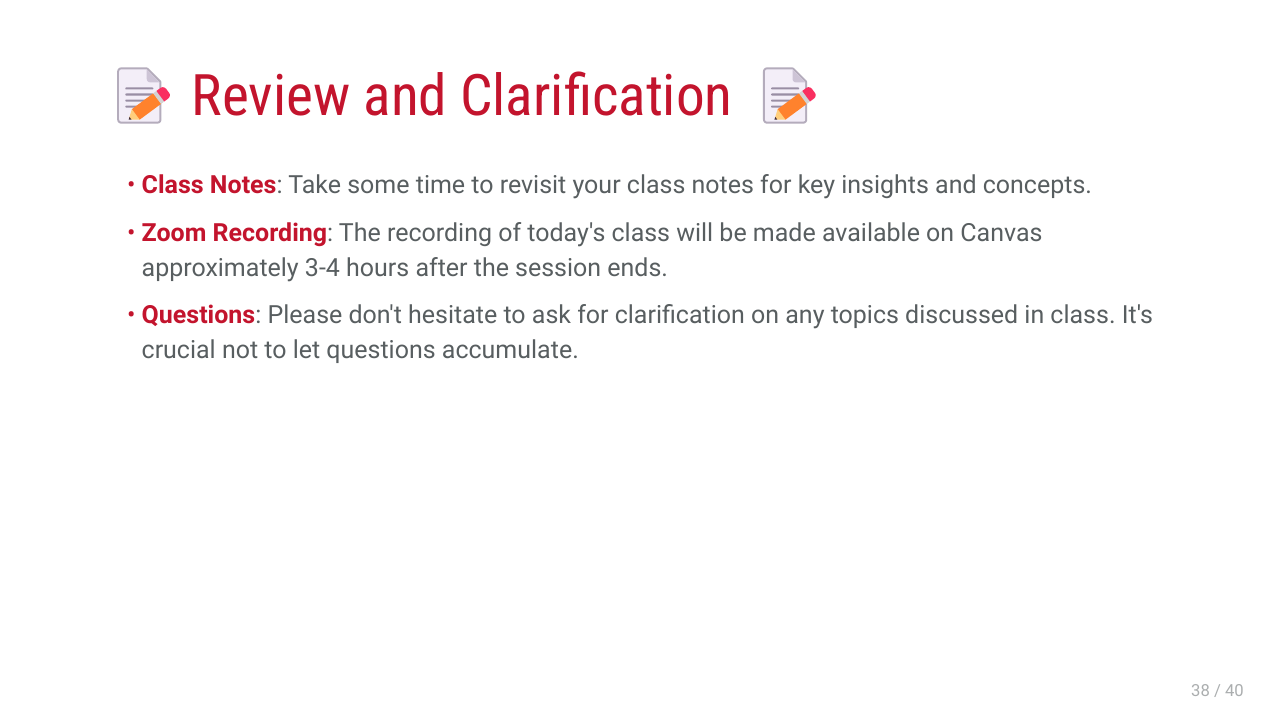 Review and Clarification
• Class Notes: Take some time to revisit your class notes for key insights and concepts.
• Zoom Recording: The recording of today's class will be made available on Canvas
approximately 3-4 hours after the session ends.
• Questions: Please don't hesitate to ask for clarification on any topics discussed in class. It's
crucial not to let questions accumulate.
38 / 40